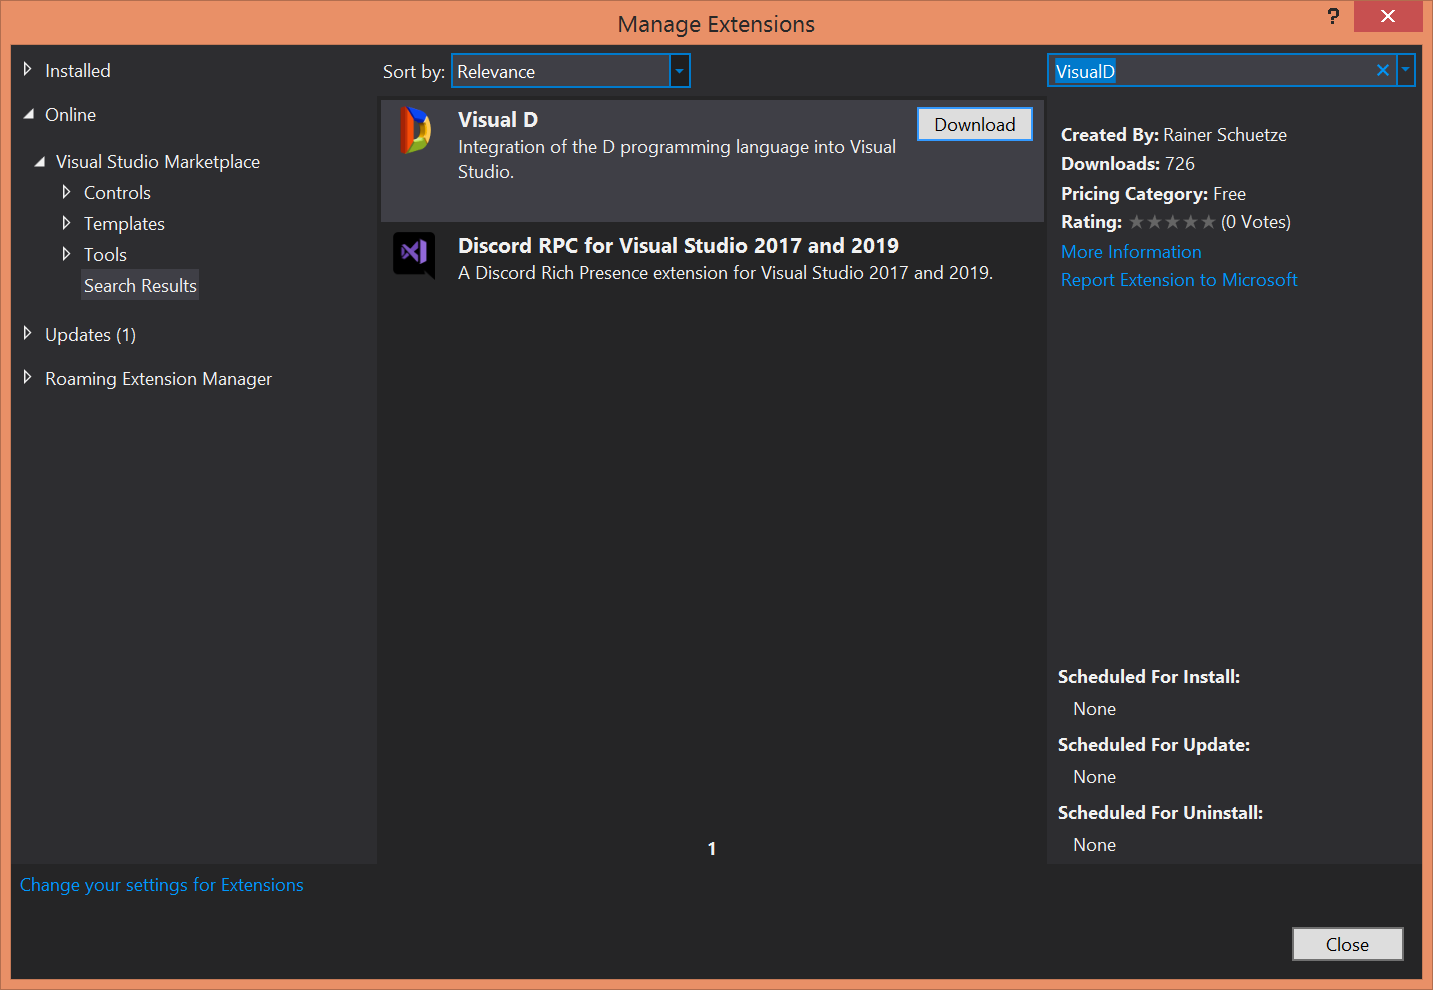 Manage Extensions
?
Installed
Online
Visual Studio Marketplace
Controls
Templates
Tools
Search Results
Updates (1)
Roaming Extension Manager
Sort by: Relevance
Visual D
Download
Integration of the D programming language into Visual
Studio.
Discord RPC for Visual Studio 2017 and 2019
A Discord Rich Presence extension for Visual Studio 2017 and 2019.
1
VisualD
Created By: Rainer Schuetze
Downloads: 726
Pricing Category: Free
Rating: ★★★★★ (0 Votes)
More Information
Report Extension to Microsoft
Scheduled For Install:
None
Scheduled For Update:
None
Scheduled For Uninstall:
None
Change your settings for Extensions
Close